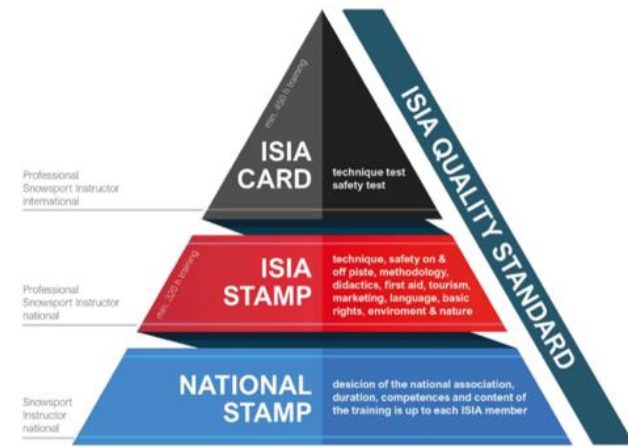 ISIA QUALITY STANDARD
min. 450 h training
ISIA
CARD
technique test
safety test
Professional
Snowsport Instructor
international
min. 320 h training
ISIA
STAMP
technique, safety on &
off piste, methodology,
didactics, first aid, tourism,
marketing, language, basic
rights, enviroment & nature
Professional
Snowsport Instructor
national
NATIONAL
STAMP
desicion of the national association,
duration, competences and content
of the training is up to each ISIA member
Snowsport
Instructor
national